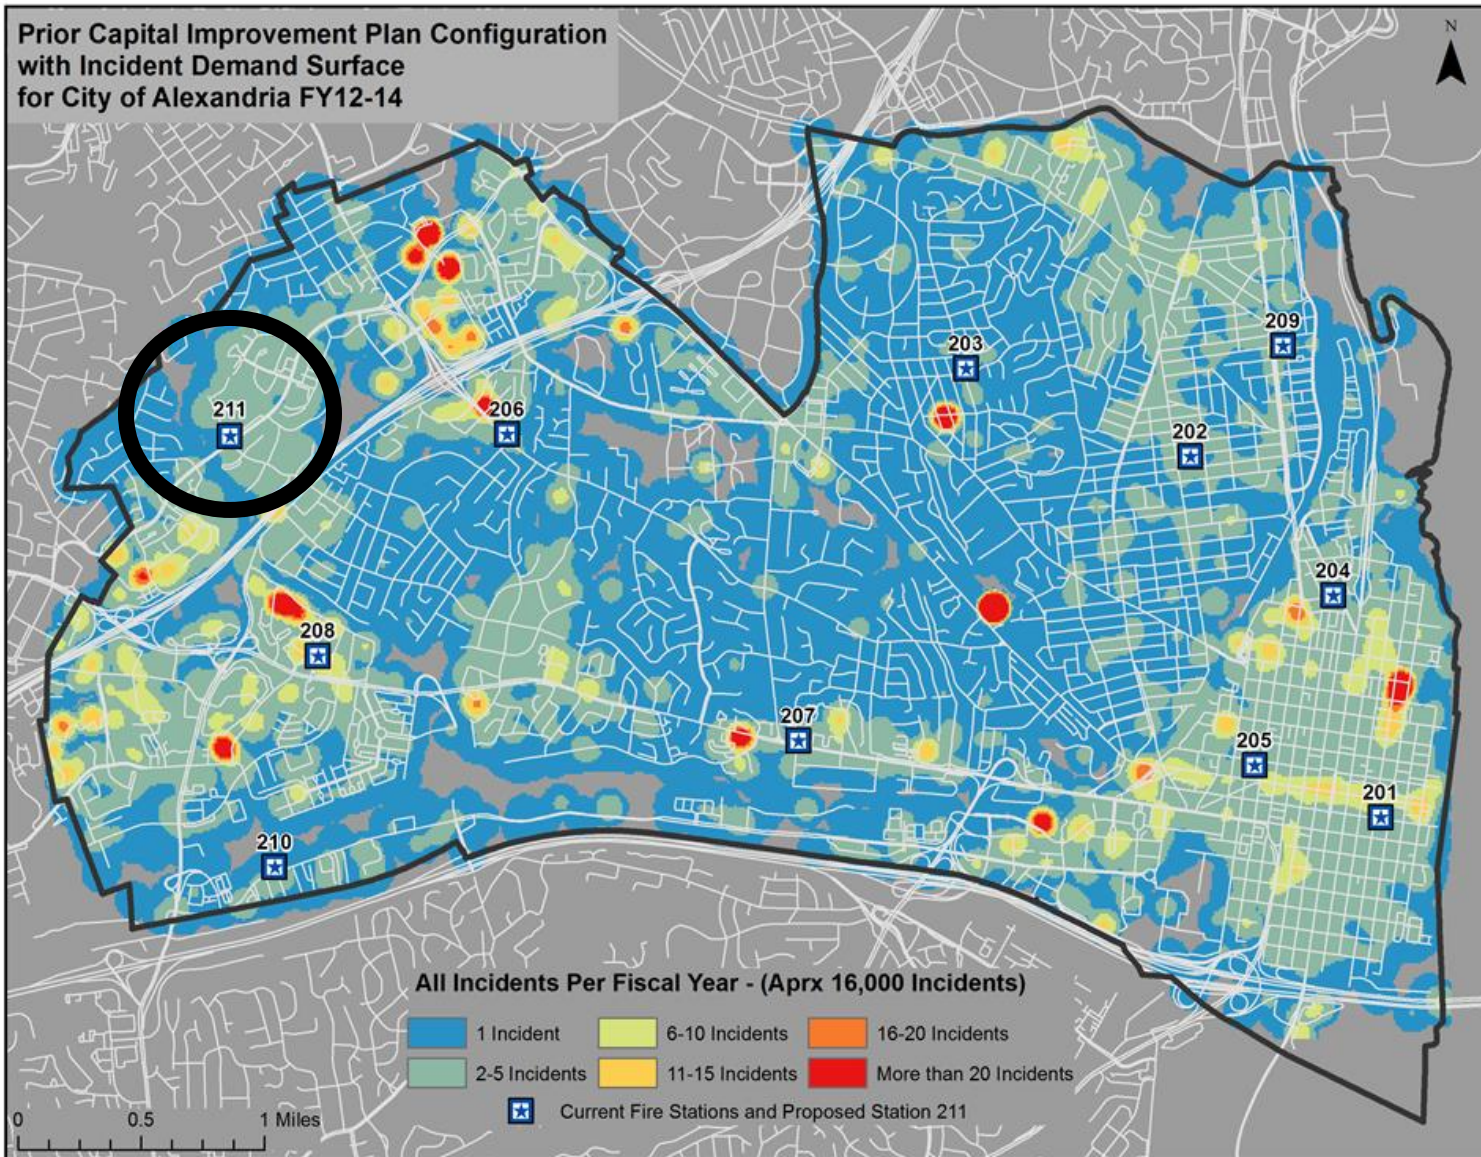 Prior Capital Improvement Plan Configuration
with Incident Demand Surface
for City of Alexandria FY12-14
N
203
209
211
206
202
204
208
207
205
201
210
All Incidents Per Fiscal Year - (Aprx 16,000 Incidents)
1 Incident
6-10 Incidents
16-20 Incidents
2-5 Incidents
11-15 Incidents
More than 20 Incidents
Current Fire Stations and Proposed Station 211
0 0.5 1 Miles